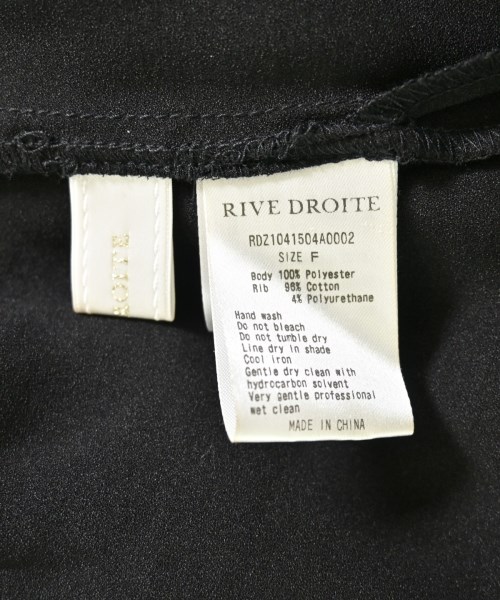 RIVE DROITE
RDZ1041504A0002
SIZE F
Body 100% Polyester
Rib 96% Cotton
4% Polyurethane
Hand wash
Do not bleach
Do not tumble dry
Line dry in shade
Cool iron
Gentle dry clean with
hydrocarbon solvent
Very gentle professional
wet clean
MADE IN CHINA